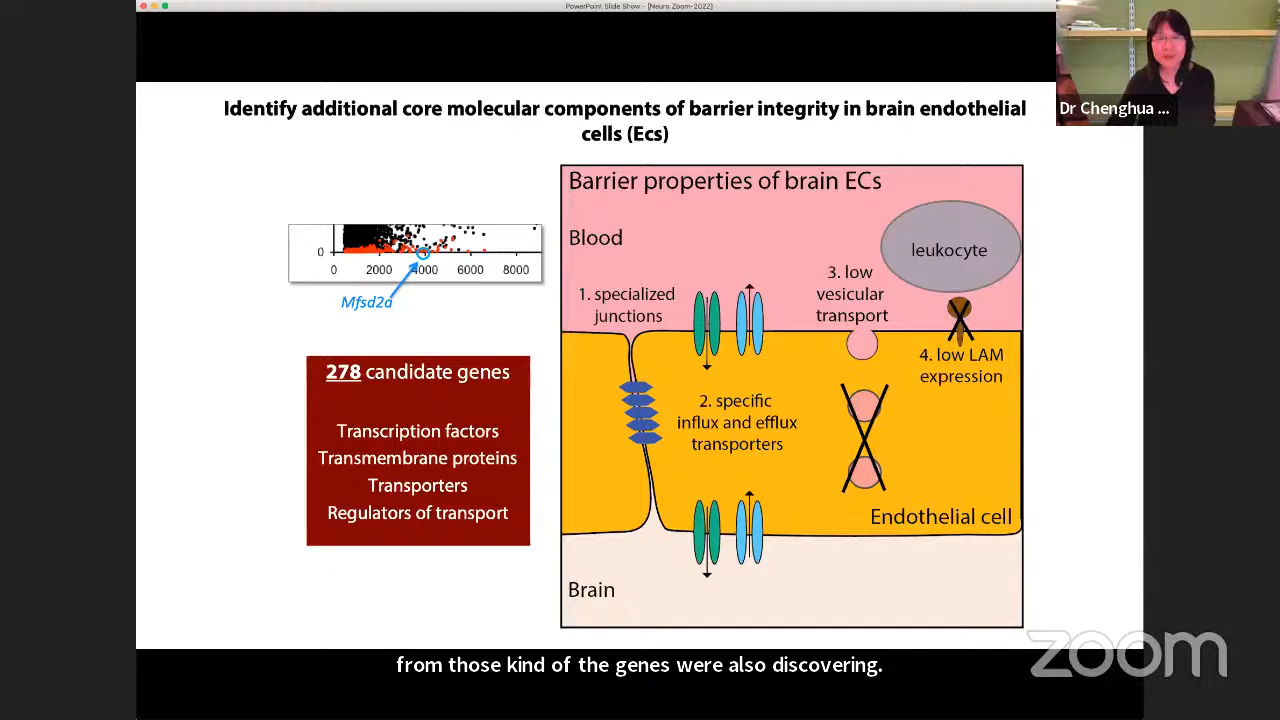 PowerPoint Slide Show - [Neuro Zoom-2022]
Dr Chenghua ...
Identify additional core molecular components of barrier integrity in brain endothelial
cells (Ecs)
0
0 2000 4000 6000 8000
Mfsd2a
278 candidate genes
Transcription factors
Transmembrane proteins
Transporters
Regulators of transport
Barrier properties of brain ECs
Blood
leukocyte
1. specialized
junctions
3. low
vesicular
transport
4. low LAM
expression
2. specific
influx and efflux
transporters
Endothelial cell
Brain
zoom
from those kind of the genes were also discovering.